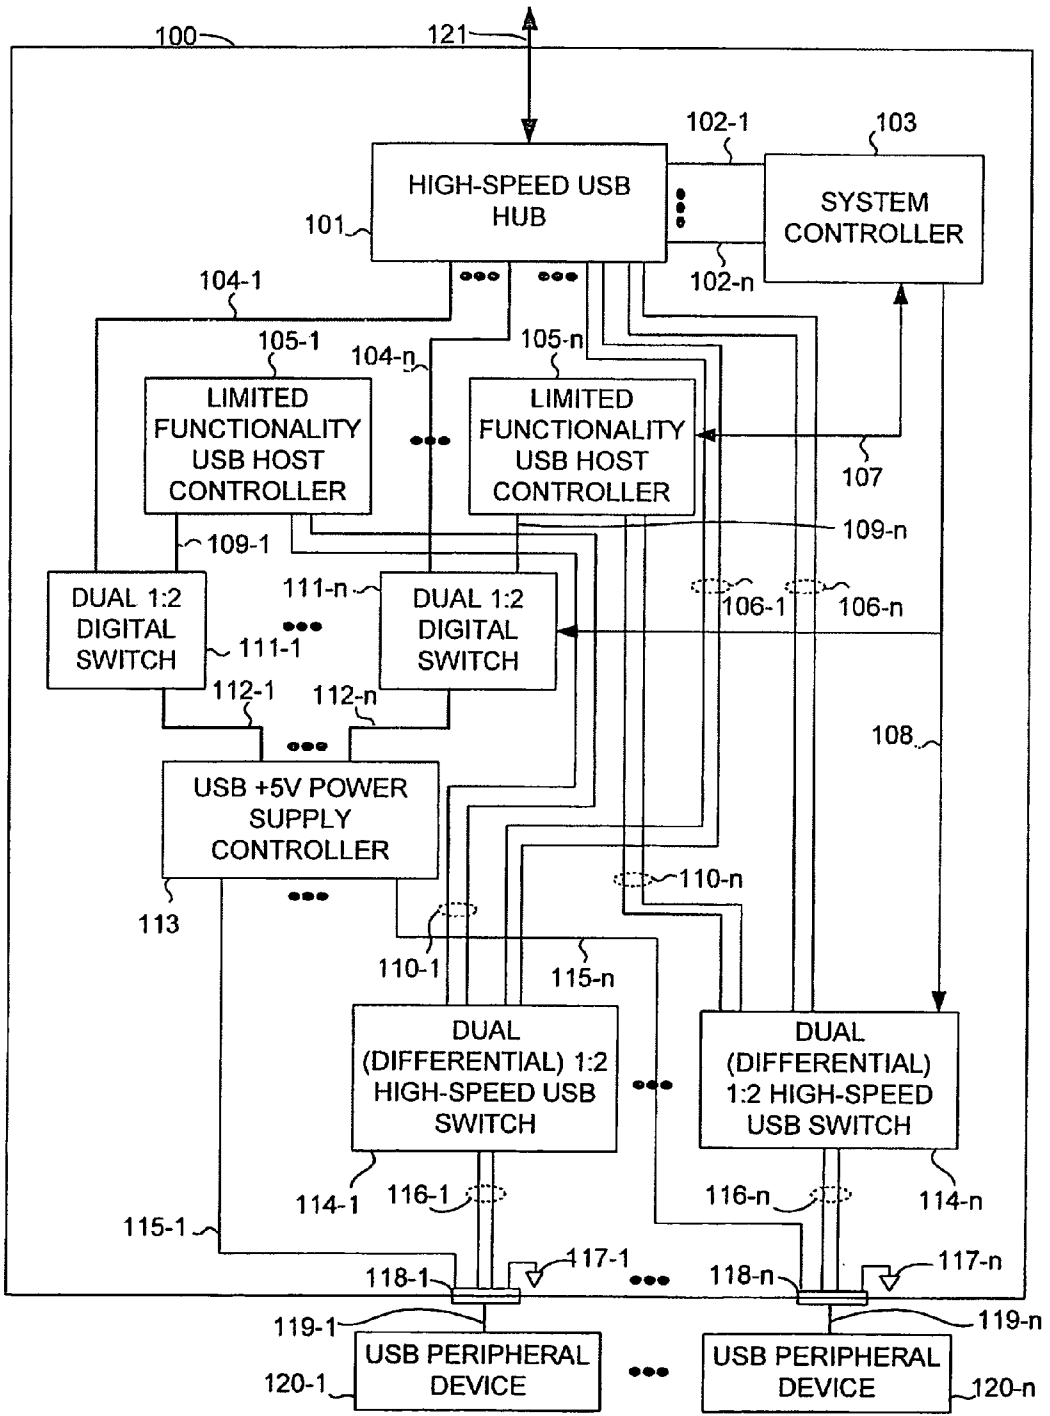 121
100
102-1
103
HIGH-SPEED USB
HUB
SYSTEM
CONTROLLER
101
102-n
104-1
105-1
104-n
105-n
LIMITED
FUNCTIONALITY
USB HOST
CONTROLLER
LIMITED
FUNCTIONALITY
USB HOST
CONTROLLER
107
109-1
109-n
111-n
DUAL 1:2
DIGITAL
SWITCH
DUAL 1:2
DIGITAL
SWITCH
106-1
106-n
111-1
112-1
112-n
108
USB +5V POWER
SUPPLY
CONTROLLER
110-n
113
110-1
115-n
DUAL
(DIFFERENTIAL) 1:2
HIGH-SPEED USB
SWITCH
DUAL
(DIFFERENTIAL)
1:2 HIGH-SPEED
USB SWITCH
114-1
116-1
116-n
114-n
115-1
118-1
117-1
118-n
117-n
119-1
119-n
USB PERIPHERAL
DEVICE
USB PERIPHERAL
DEVICE
120-1
120-n